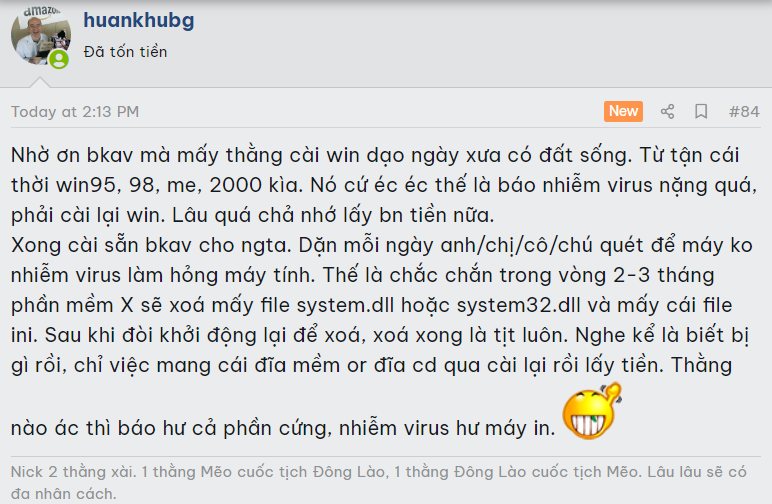 amazon
huankhubg
Đã tốn tiền
Today at 2:13 PM New #84
Nhờ ơn bkav mà mấy thằng cài win dạo ngày xưa có đất sống. Từ tận cái
thời win95, 98, me, 2000 kìa. Nó cứ éc éc thế là báo nhiễm virus nặng quá,
phải cài lại win. Lâu quá chả nhớ lấy bn tiền nữa.
Xong cài sẵn bkav cho ngta. Dặn mỗi ngày anh/chị/cô/chú quét để máy ko
nhiễm virus làm hỏng máy tính. Thế là chắc chắn trong vòng 2-3 tháng
phần mềm X sẽ xoá mấy file system.dll hoặc system32.dll và mấy cái file
ini. Sau khi đòi khởi động lại để xoá, xoá xong là tịt luôn. Nghe kể là biết bị
gì rồi, chỉ việc mang cái đĩa mềm or đĩa cd qua cài lại rồi lấy tiền. Thằng
nào ác thì báo hư cả phần cứng, nhiễm virus hư máy in.
Nick 2 thằng xài. 1 thằng Mẽo cuốc tịch Đông Lào, 1 thằng Đông Lào cuốc tịch Mẽo. Lâu lâu sẽ có
đa nhân cách.